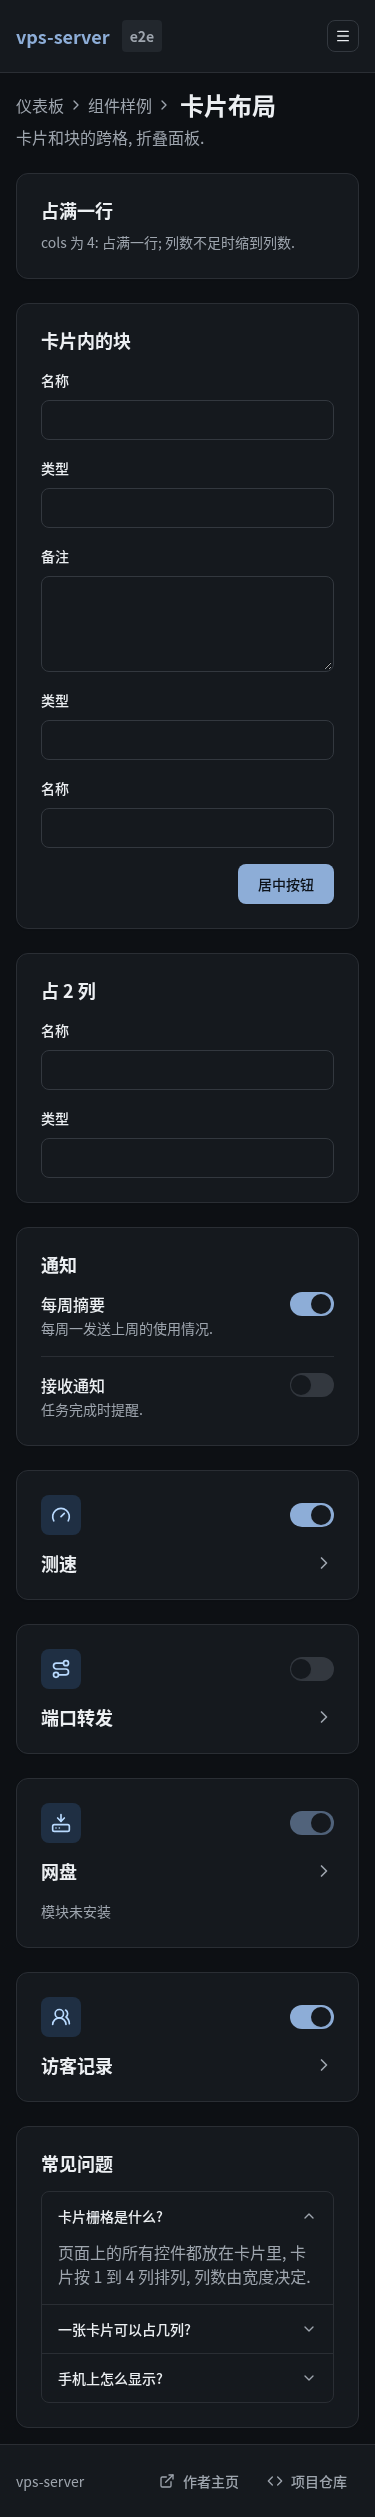 vps-server e2e
仪表板 组件样例 卡片布局
卡片和块的跨格, 折叠面板.
占满一行
cols 为 4: 占满一行; 列数不足时缩到列数.
卡片内的块
名称
类型
备注
类型
名称
居中按钮
占 2 列
名称
类型
通知
每周摘要
每周一发送上周的使用情况.
接收通知
任务完成时提醒.
测速
端口转发
网盘
模块未安装
访客记录
常见问题
卡片栅格是什么?
页面上的所有控件都放在卡片里, 卡
片按 1 到 4 列排列, 列数由宽度决定.
一张卡片可以占几列?
手机上怎么显示?
vps-server 作者主页 项目仓库